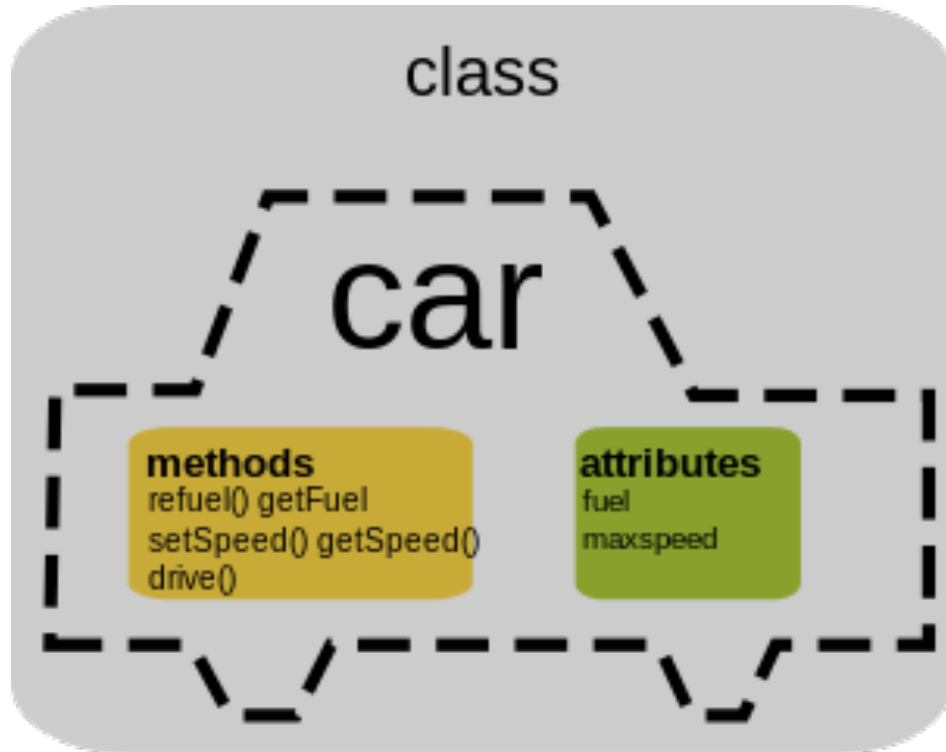 class
car
methods
refuel() getFuel
setSpeed() getSpeed()
drive()
attributes
fuel
maxspeed